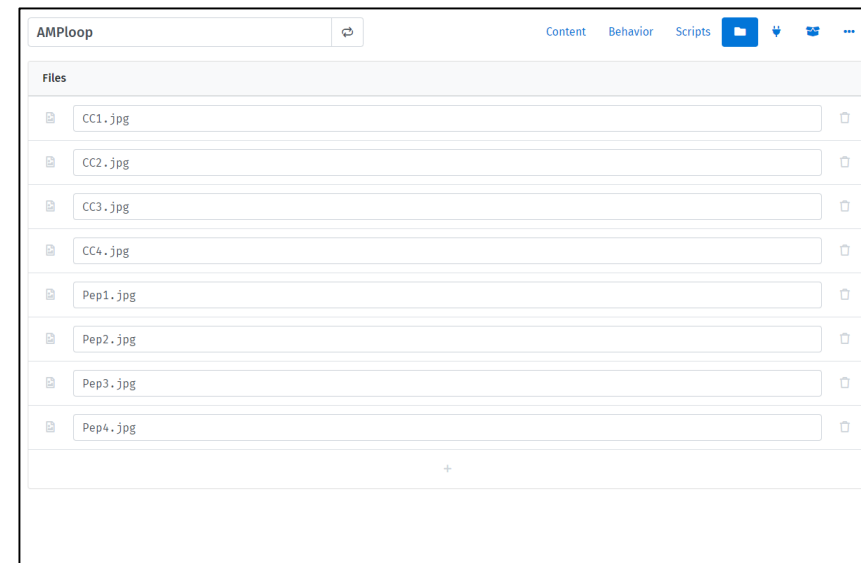 AMPloop Content Behavior Scripts
Files
CC1.jpg
CC2.jpg
CC3.jpg
CC4.jpg
Pep1.jpg
Pep2.jpg
Pep3.jpg
Pep4.jpg
+